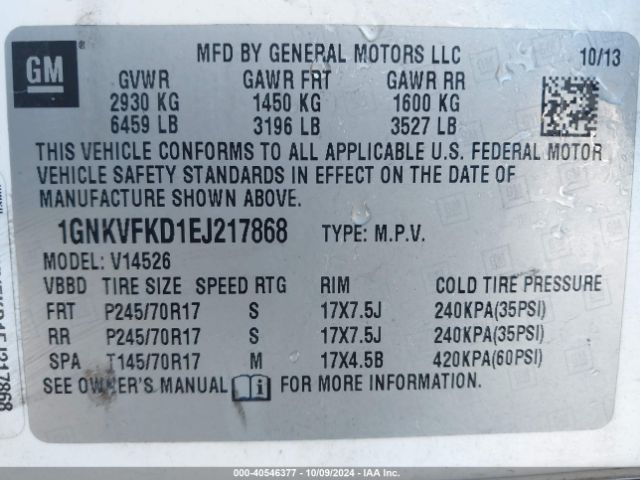 GM
MFD BY GENERAL MOTORS LLC 10/13
GVWR GAWR FRT GAWR RR
2930 KG 1450 KG 1600 KG
6459 LB 3196 LB 3527 LB
THIS VEHICLE CONFORMS TO ALL APPLICABLE U.S. FEDERAL MOTOR
VEHICLE SAFETY STANDARDS IN EFFECT ON THE DATE OF
MANUFACTURE SHOWN ABOVE.
1GNKVFKD1EJ217868 TYPE: M.P.V.
MODEL: V14526
VBBD TIRE SIZE SPEED RTG RIM COLD TIRE PRESSURE
FRT P245/70R17 S 17X7.5J 240KPA(35PSI)
RR P245/70R17 S 17X7.5J 240KPA(35PSI)
SPA T145/70R17 M 17X4.5B 420KPA(60PSI)
SEE OWNER'S MANUAL i FOR MORE INFORMATION.
000-40546377 - 10/09/2024 - IAA Inc.